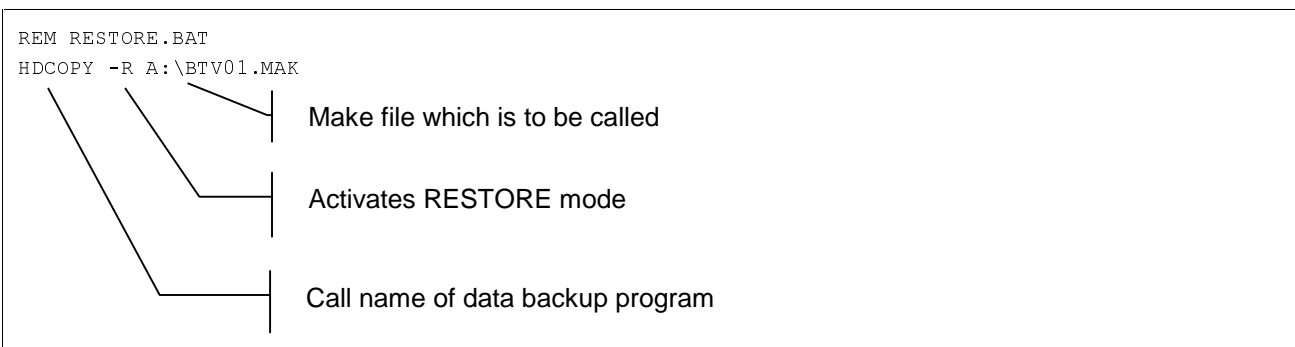 REM RESTORE.BAT
HDCOPY -R A:\BTV01.MAK
Make file which is to be called
Activates RESTORE mode
Call name of data backup program